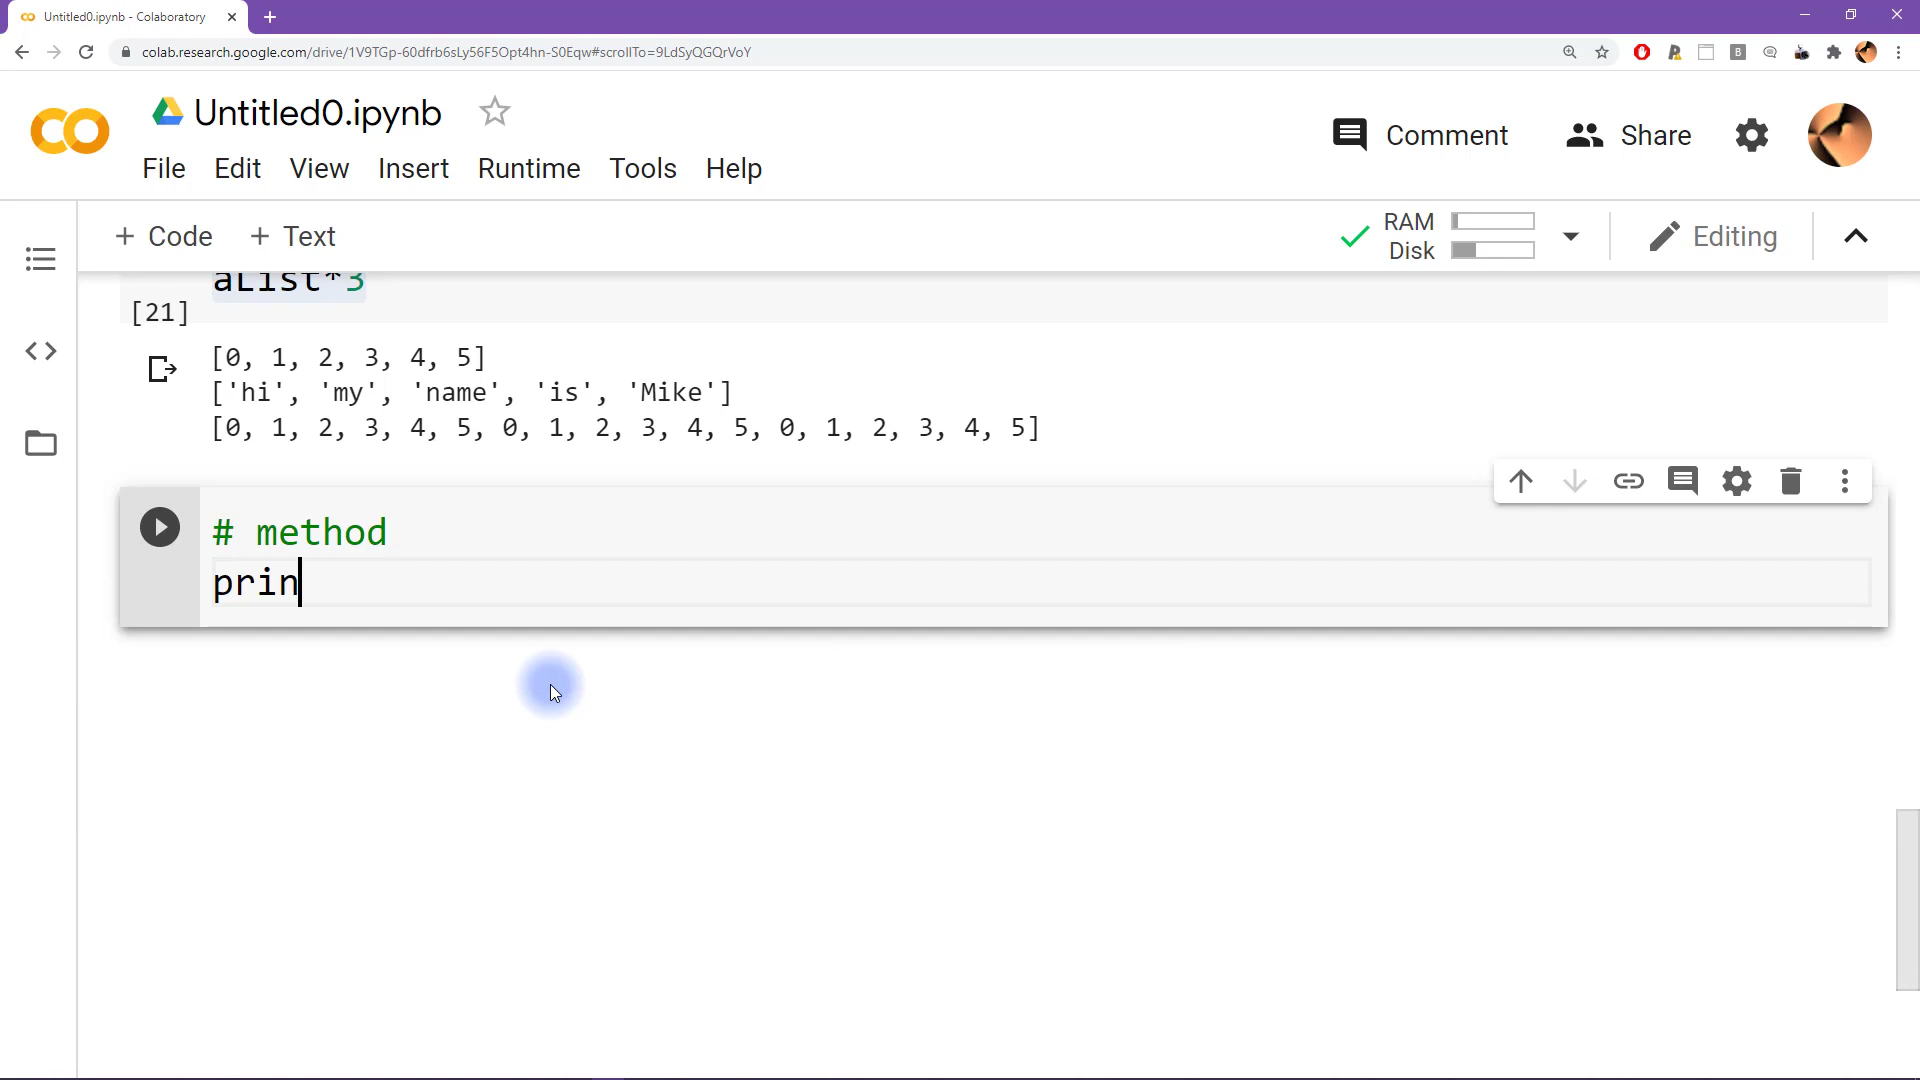 Untitled0.ipynb - Colaboratory
colab.research.google.com/drive/1V9TGp-60dfrb6sLy56F5Opt4hn-S0Eqw#scrollTo=9LdSyQGQrVoY
Untitled0.ipynb
Comment Share
File Edit View Insert Runtime Tools Help
+ Code + Text
RAM
Disk
Editing
aList*3
[21]
[0, 1, 2, 3, 4, 5]
['hi', 'my', 'name', 'is', 'Mike']
[0, 1, 2, 3, 4, 5, 0, 1, 2, 3, 4, 5, 0, 1, 2, 3, 4, 5]
# method
prin